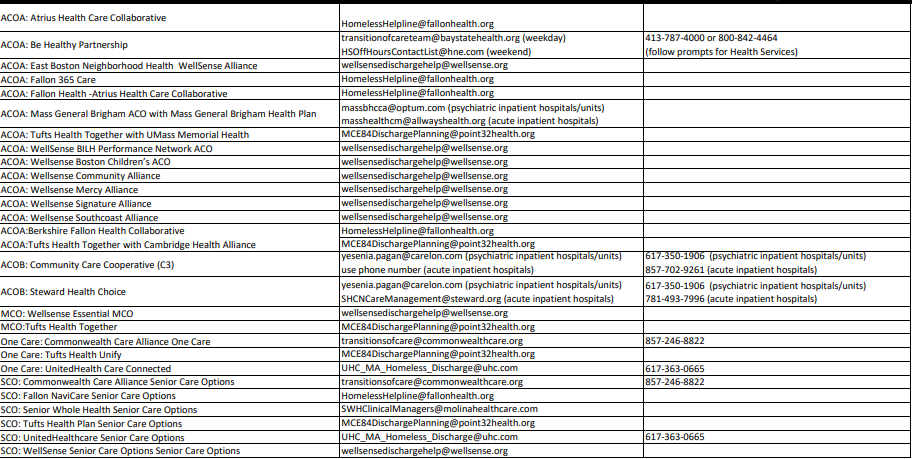 ACOA: Atrius Health Care Collaborative HomelessHelpline@fallonhealth.org
ACOA: Be Healthy Partnership transitionofcareteam@baystatehealth.org (weekday) 413-787-4000 or 800-842-4464
HSOffHoursContactList@hne.com (weekend) (follow prompts for Health Services)
ACOA: East Boston Neighborhood Health  WellSense Alliance wellsensedischargehelp@wellsense.org
ACOA: Fallon 365 Care HomelessHelpline@fallonhealth.org
ACOA: Fallon Health -Atrius Health Care Collaborative HomelessHelpline@fallonhealth.org
ACOA: Mass General Brigham ACO with Mass General Brigham Health Plan massbhcca@optum.com (psychiatric inpatient hospitals/units)
masshealthcm@allwayshealth.org (acute inpatient hospitals)
ACOA: Tufts Health Together with UMass Memorial Health MCE84DischargePlanning@point32health.org
ACOA: WellSense BILH Performance Network ACO wellsensedischargehelp@wellsense.org
ACOA: Wellsense Boston Children’s ACO wellsensedischargehelp@wellsense.org
ACOA: Wellsense Community Alliance wellsensedischargehelp@wellsense.org
ACOA: Wellsense Mercy Alliance wellsensedischargehelp@wellsense.org
ACOA: Wellsense Signature Alliance wellsensedischargehelp@wellsense.org
ACOA: Wellsense Southcoast Alliance wellsensedischargehelp@wellsense.org
ACOA:Berkshire Fallon Health Collaborative HomelessHelpline@fallonhealth.org
ACOA:Tufts Health Together with Cambridge Health Alliance MCE84DischargePlanning@point32health.org
ACOB: Community Care Cooperative (C3) yesenia.pagan@carelon.com (psychiatric inpatient hospitals/units) 617-350-1906  (psychiatric inpatient hospitals/units)
use phone number (acute inpatient hospitals) 857-702-9261 (acute inpatient hospitals)
ACOB: Steward Health Choice yesenia.pagan@carelon.com (psychiatric inpatient hospitals/units) 617-350-1906  (psychiatric inpatient hospitals/units)
SHCNCareManagement@steward.org (acute inpatient hospitals) 781-493-7996 (acute inpatient hospitals)
MCO: Wellsense Essential MCO wellsensedischargehelp@wellsense.org
MCO:Tufts Health Together MCE84DischargePlanning@point32health.org
One Care: Commonwealth Care Alliance One Care transitionsofcare@commonwealthcare.org 857-246-8822
One Care: Tufts Health Unify MCE84DischargePlanning@point32health.org
One Care: UnitedHealth Care Connected UHC_MA_Homeless_Discharge@uhc.com 617-363-0665
SCO: Commonwealth Care Alliance Senior Care Options transitionsofcare@commonwealthcare.org 857-246-8822
SCO: Fallon NaviCare Senior Care Options HomelessHelpline@fallonhealth.org
SCO: Senior Whole Health Senior Care Options SWHClinicalManagers@molinahealthcare.com
SCO: Tufts Health Plan Senior Care Options MCE84DischargePlanning@point32health.org
SCO: UnitedHealthcare Senior Care Options UHC_MA_Homeless_Discharge@uhc.com 617-363-0665
SCO: WellSense Senior Care Options Senior Care Options wellsensedischargehelp@wellsense.org